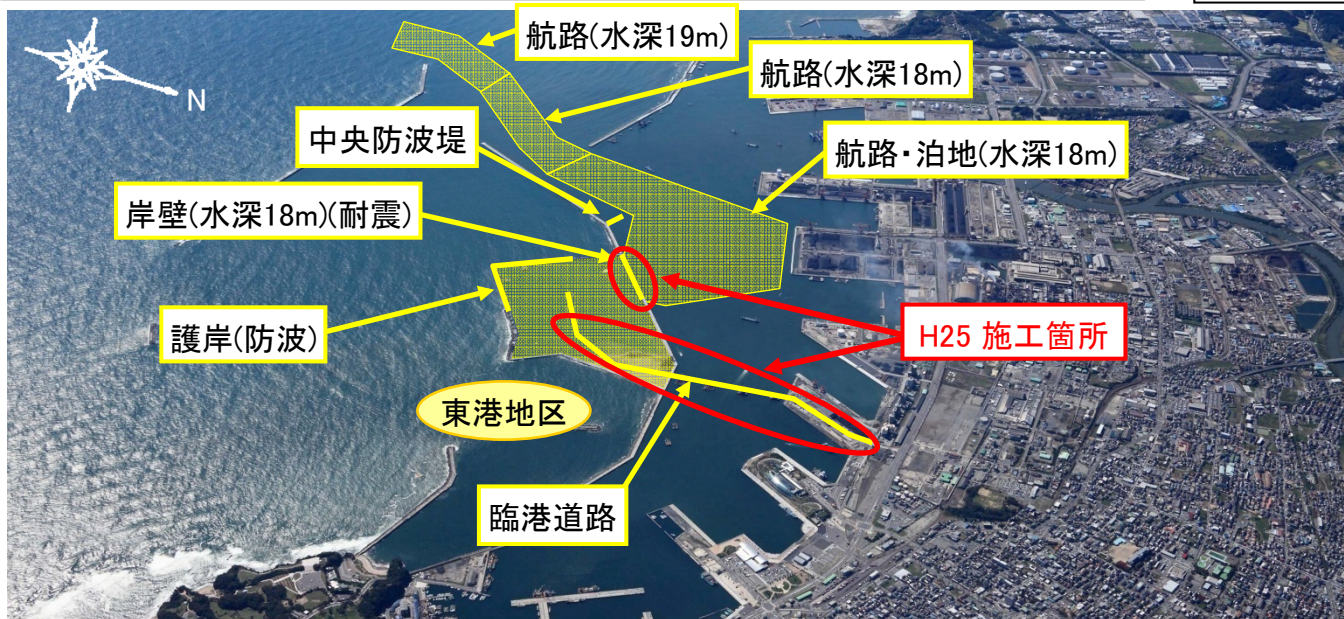 航路(水深19m)
航路(水深18m)
中央防波堤
航路・泊地(水深18m)
岸壁(水深18m)(耐震)
N
護岸(防波)
H25 施工箇所
東港地区
臨港道路